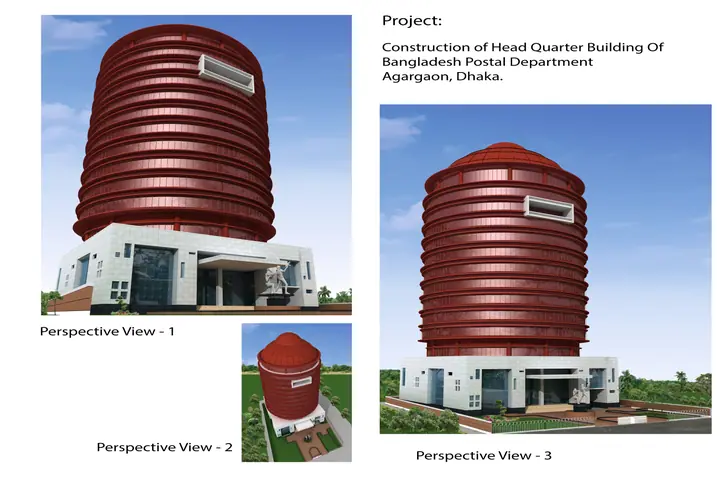 Project:
Construction of Head Quarter Building Of
Bangladesh Postal Department
Agargaon, Dhaka.
Perspective View - 1
Perspective View - 2
Perspective View - 3